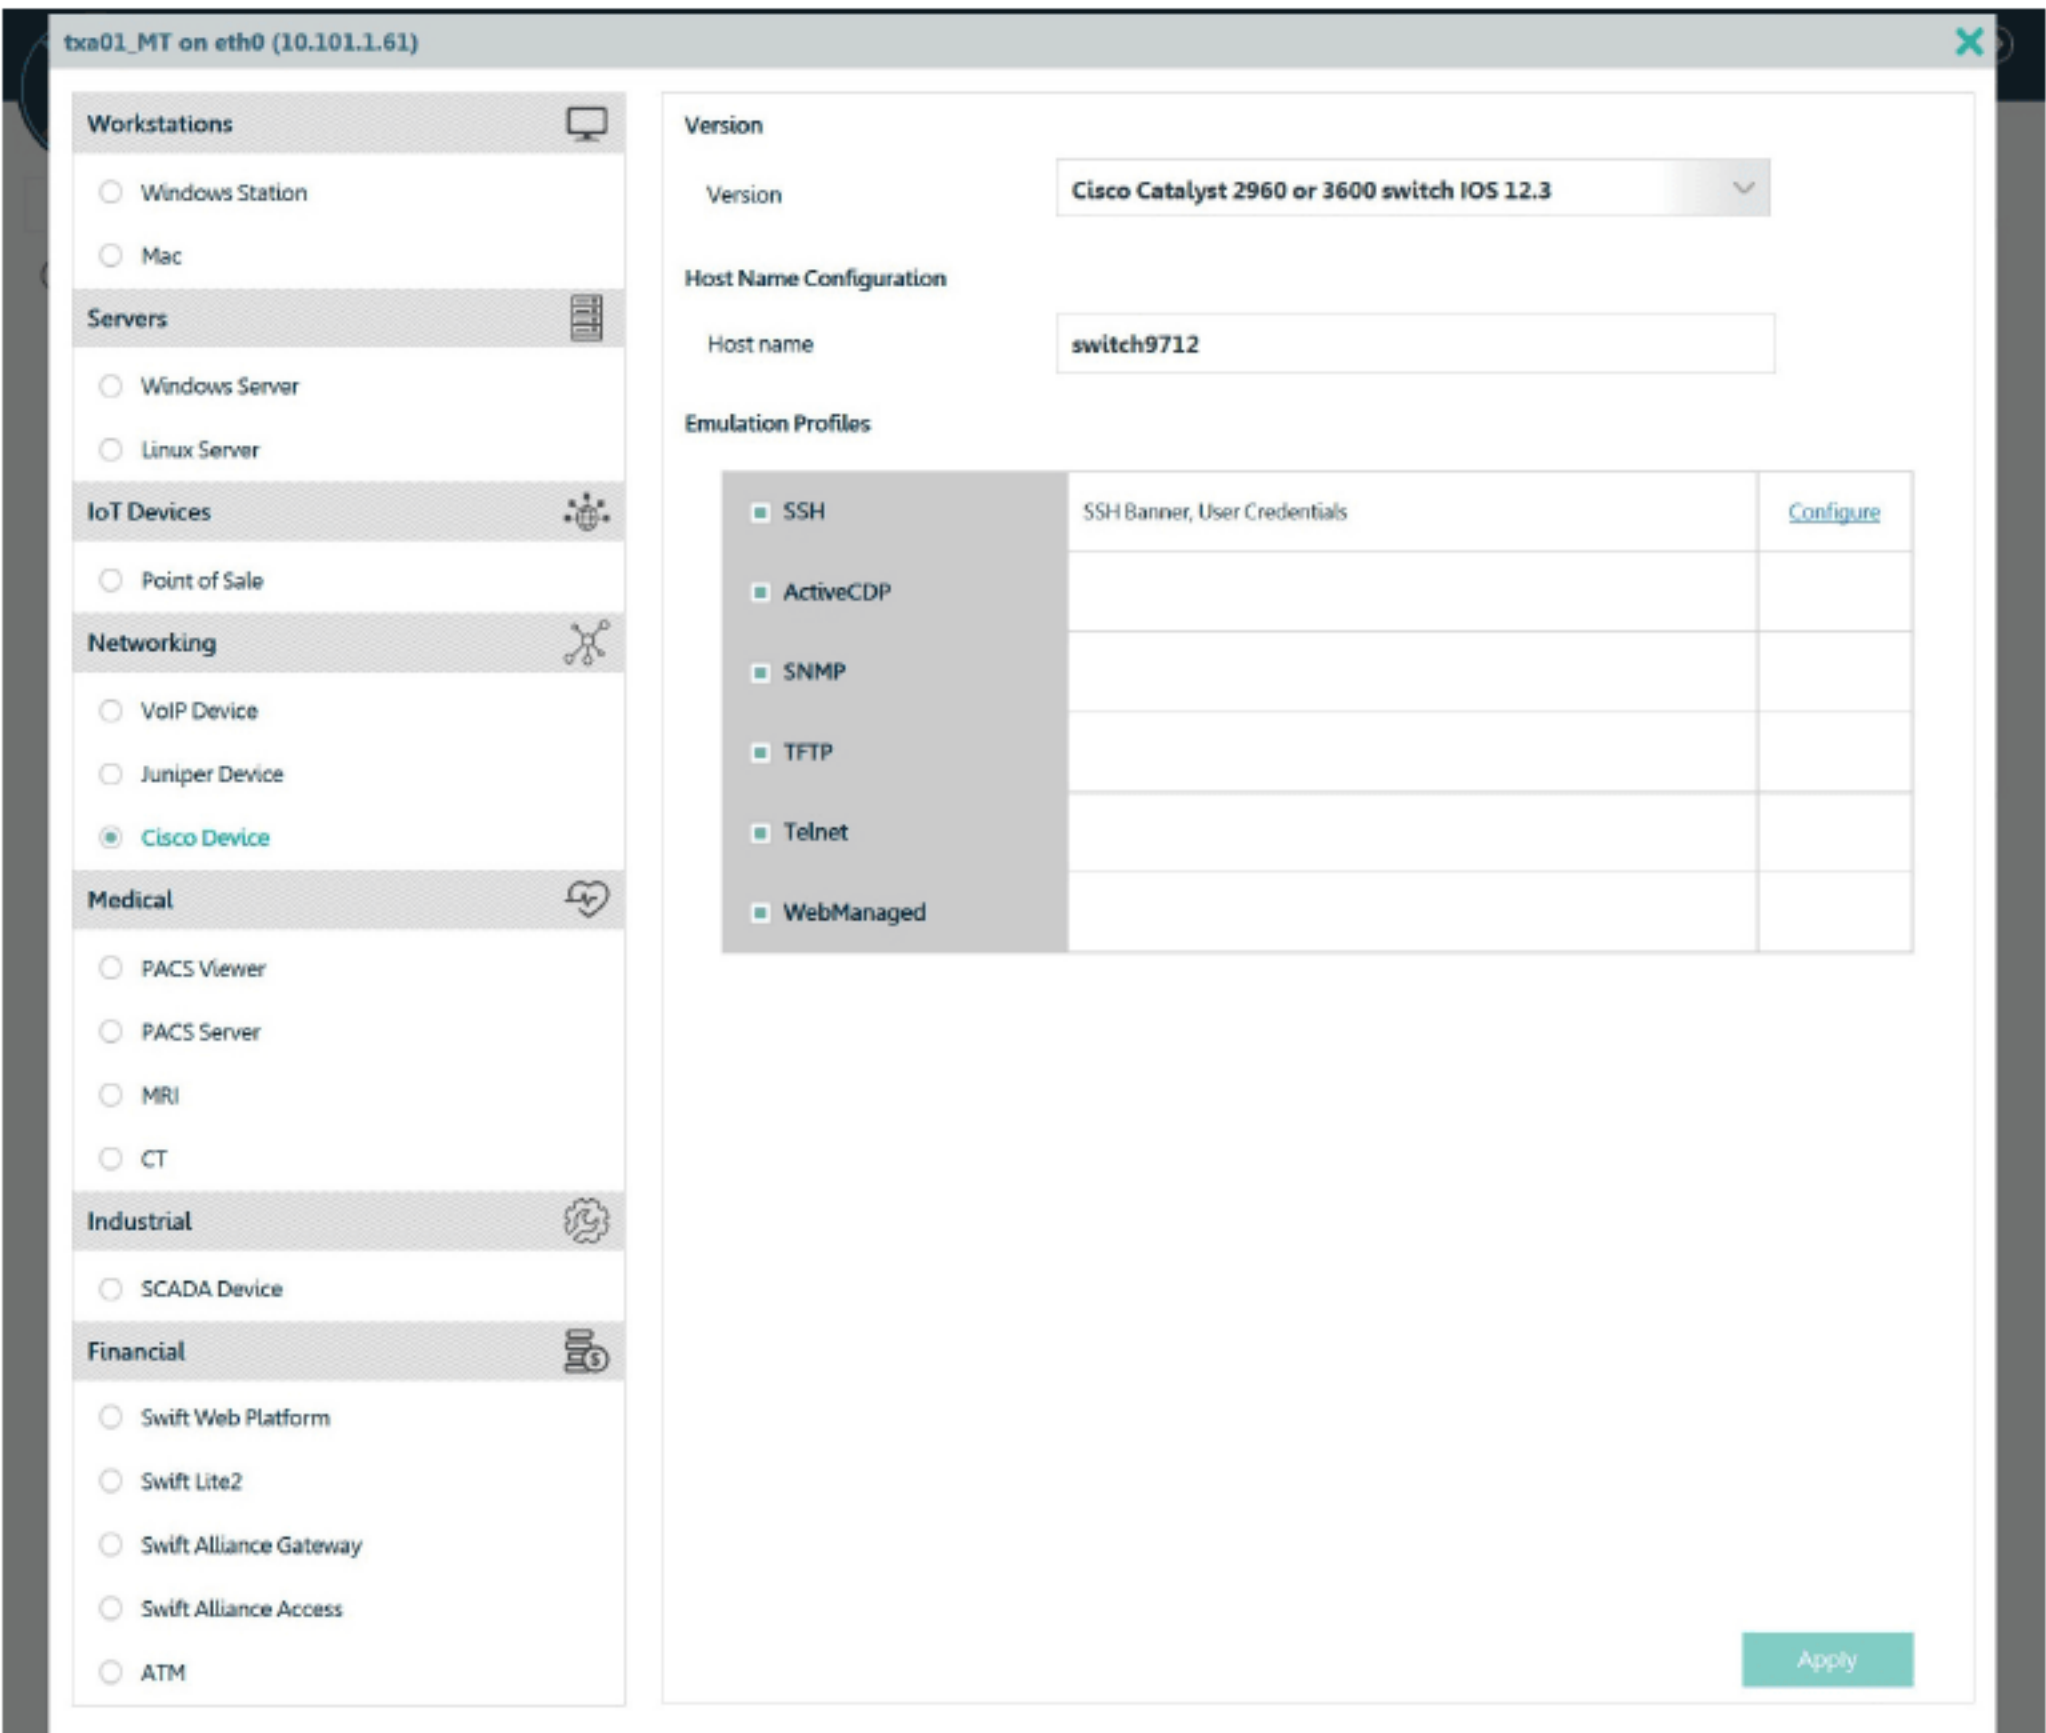 txa01_MT on eth0 (10.101.1.61)
Workstations
Windows Station
Mac
Servers
Windows Server
Linux Server
IoT Devices
Point of Sale
Networking
VoIP Device
Juniper Device
Cisco Device
Medical
PACS Viewer
PACS Server
MRI
CT
Industrial
SCADA Device
Financial
Swift Web Platform
Swift Lite2
Swift Alliance Gateway
Swift Alliance Access
ATM
Version
Version
Cisco Catalyst 2960 or 3600 switch IOS 12.3
Host Name Configuration
Host name
switch9712
Emulation Profiles
SSH SSH Banner, User Credentials Configure
ActiveCDP
SNMP
TFTP
Telnet
WebManaged
Apply